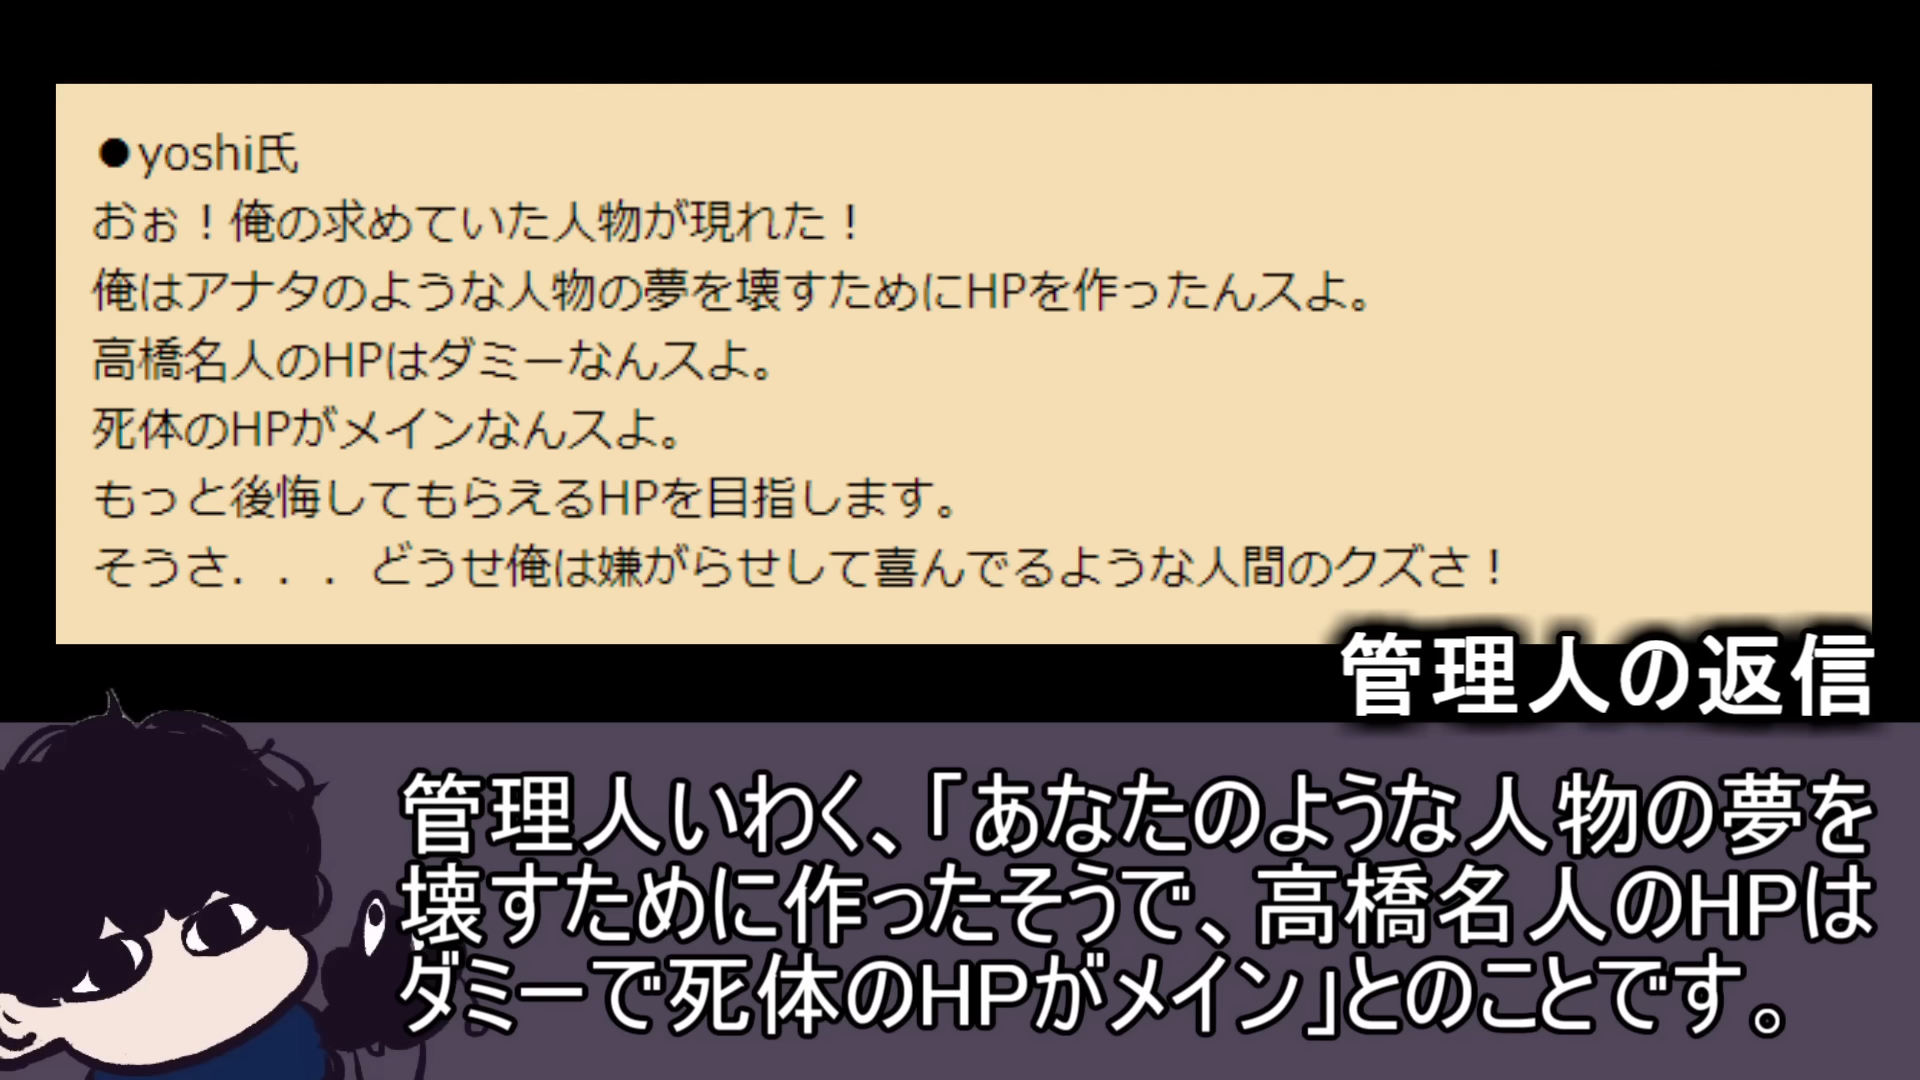 ●yoshi氏
おぉ！俺の求めていた人物が現れた！
俺はアナタのような人物の夢を壊すためにHPを作ったんスよ。
高橋名人のHPはダミーなんスよ。
死体のHPがメインなんスよ。
もっと後悔してもらえるHPを目指します。
そうさ．．．どうせ俺は嫌がらせして喜んでるような人間のクズさ！
管理人の返信
管理人いわく、「あなたのような人物の夢を
壊すために作ったそうで、高橋名人のHPは
ダミーで死体のHPがメイン」とのことです。